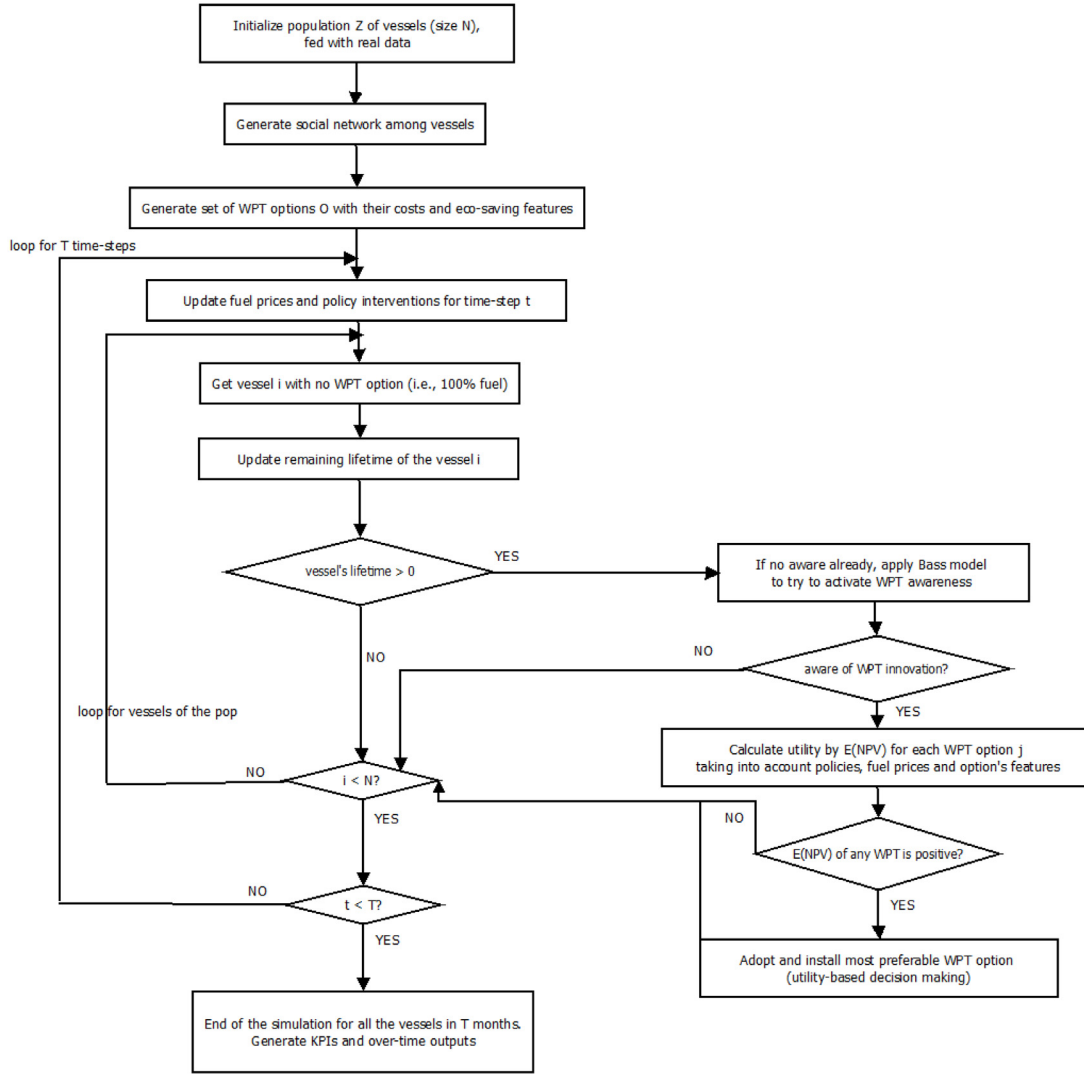 Initialize population Z of vessels (size N),
fed with real data
Generate social network among vessels
Generate set of WPT options O with their costs and eco-saving features
loop for T time-steps
Update fuel prices and policy interventions for time-step t
Get vessel i with no WPT option (i.e., 100% fuel)
Update remaining lifetime of the vessel i
vessel's lifetime > 0
YES
NO
If no aware already, apply Bass model
to try to activate WPT awareness
aware of WPT innovation?
NO
YES
loop for vessels of the pop
Calculate utility by E(NPV) for each WPT option j
taking into account policies, fuel prices and option's features
i < N?
NO
YES
E(NPV) of any WPT is positive?
NO
YES
t < T?
NO
YES
Adopt and install most preferable WPT option
(utility-based decision making)
End of the simulation for all the vessels in T months.
Generate KPIs and over-time outputs